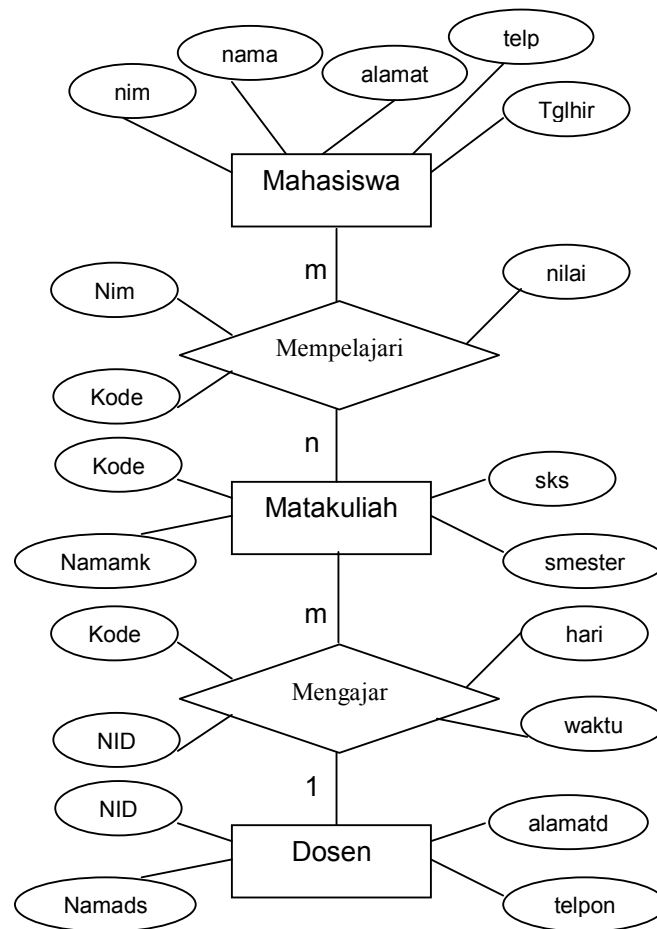 telp
nama
alamat
nim
Tglhir
Mahasiswa
m
nilai
Nim
Mempelajari
Kode
n
Kode
sks
Matakuliah
Namamk
smester
m
Kode
hari
Mengajar
waktu
NID
1
NID
alamatd
Dosen
Namads
telpon